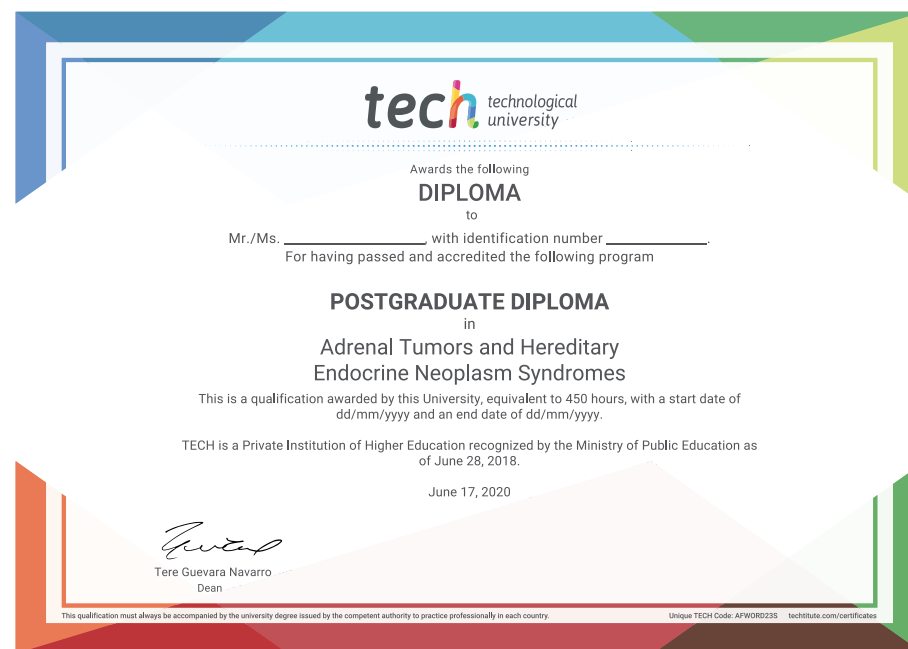 tech technological
university
Awards the following
DIPLOMA
to
Mr./Ms. ____________________, with identification number ______________.
For having passed and accredited the following program
POSTGRADUATE DIPLOMA
in
Adrenal Tumors and Hereditary
Endocrine Neoplasm Syndromes
This is a qualification awarded by this University, equivalent to 450 hours, with a start date of
dd/mm/yyyy and an end date of dd/mm/yyyy.
TECH is a Private Institution of Higher Education recognized by the Ministry of Public Education as
of June 28, 2018.
June 17, 2020
Tere Guevara Navarro
Dean
This qualification must always be accompanied by the university degree issued by the competent authority to practice professionally in each country.
Unique TECH Code: AFWORD23S techtitute.com/certificates